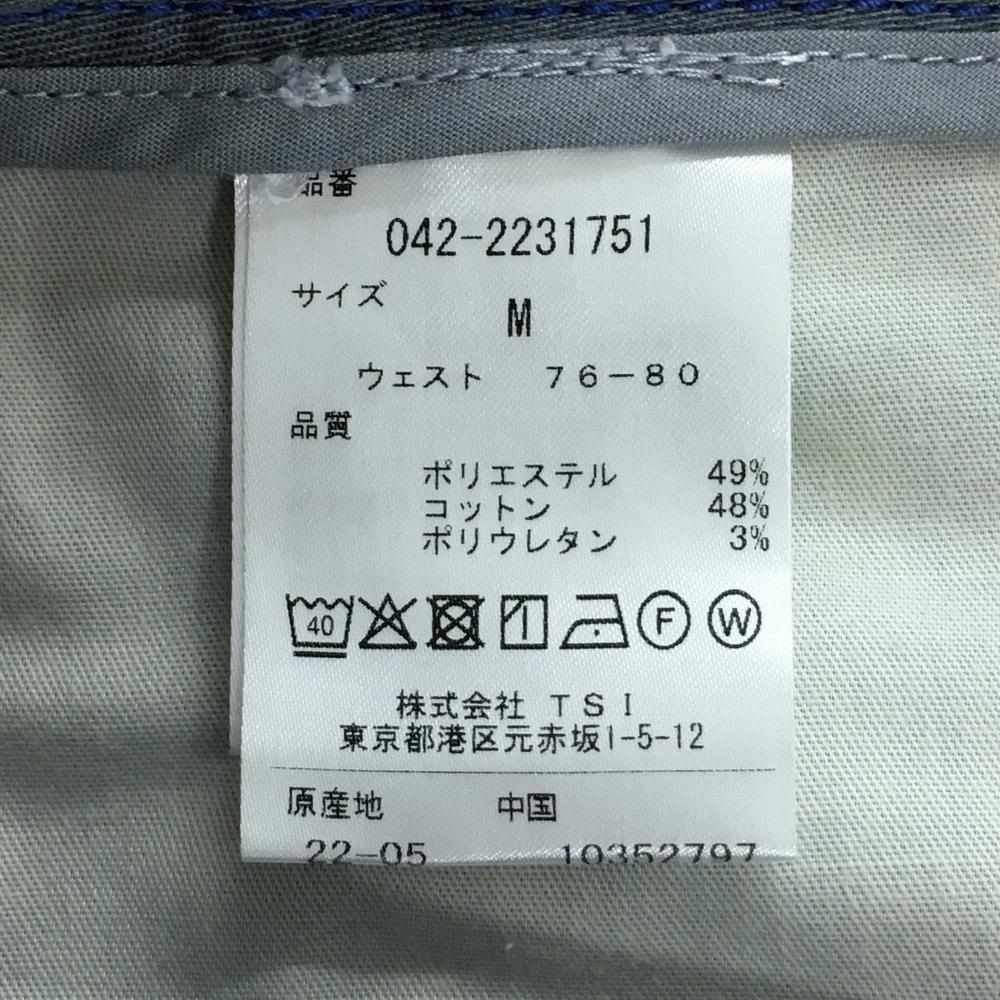 品番
042-2231751
サイズ
M
ウェスト 76-80
品質
ポリエステル 49%
コットン 48%
ポリウレタン 3%
40 F W
株式会社 TSI
東京都港区元赤坂1-5-12
原産地 中国
22-05 10352797